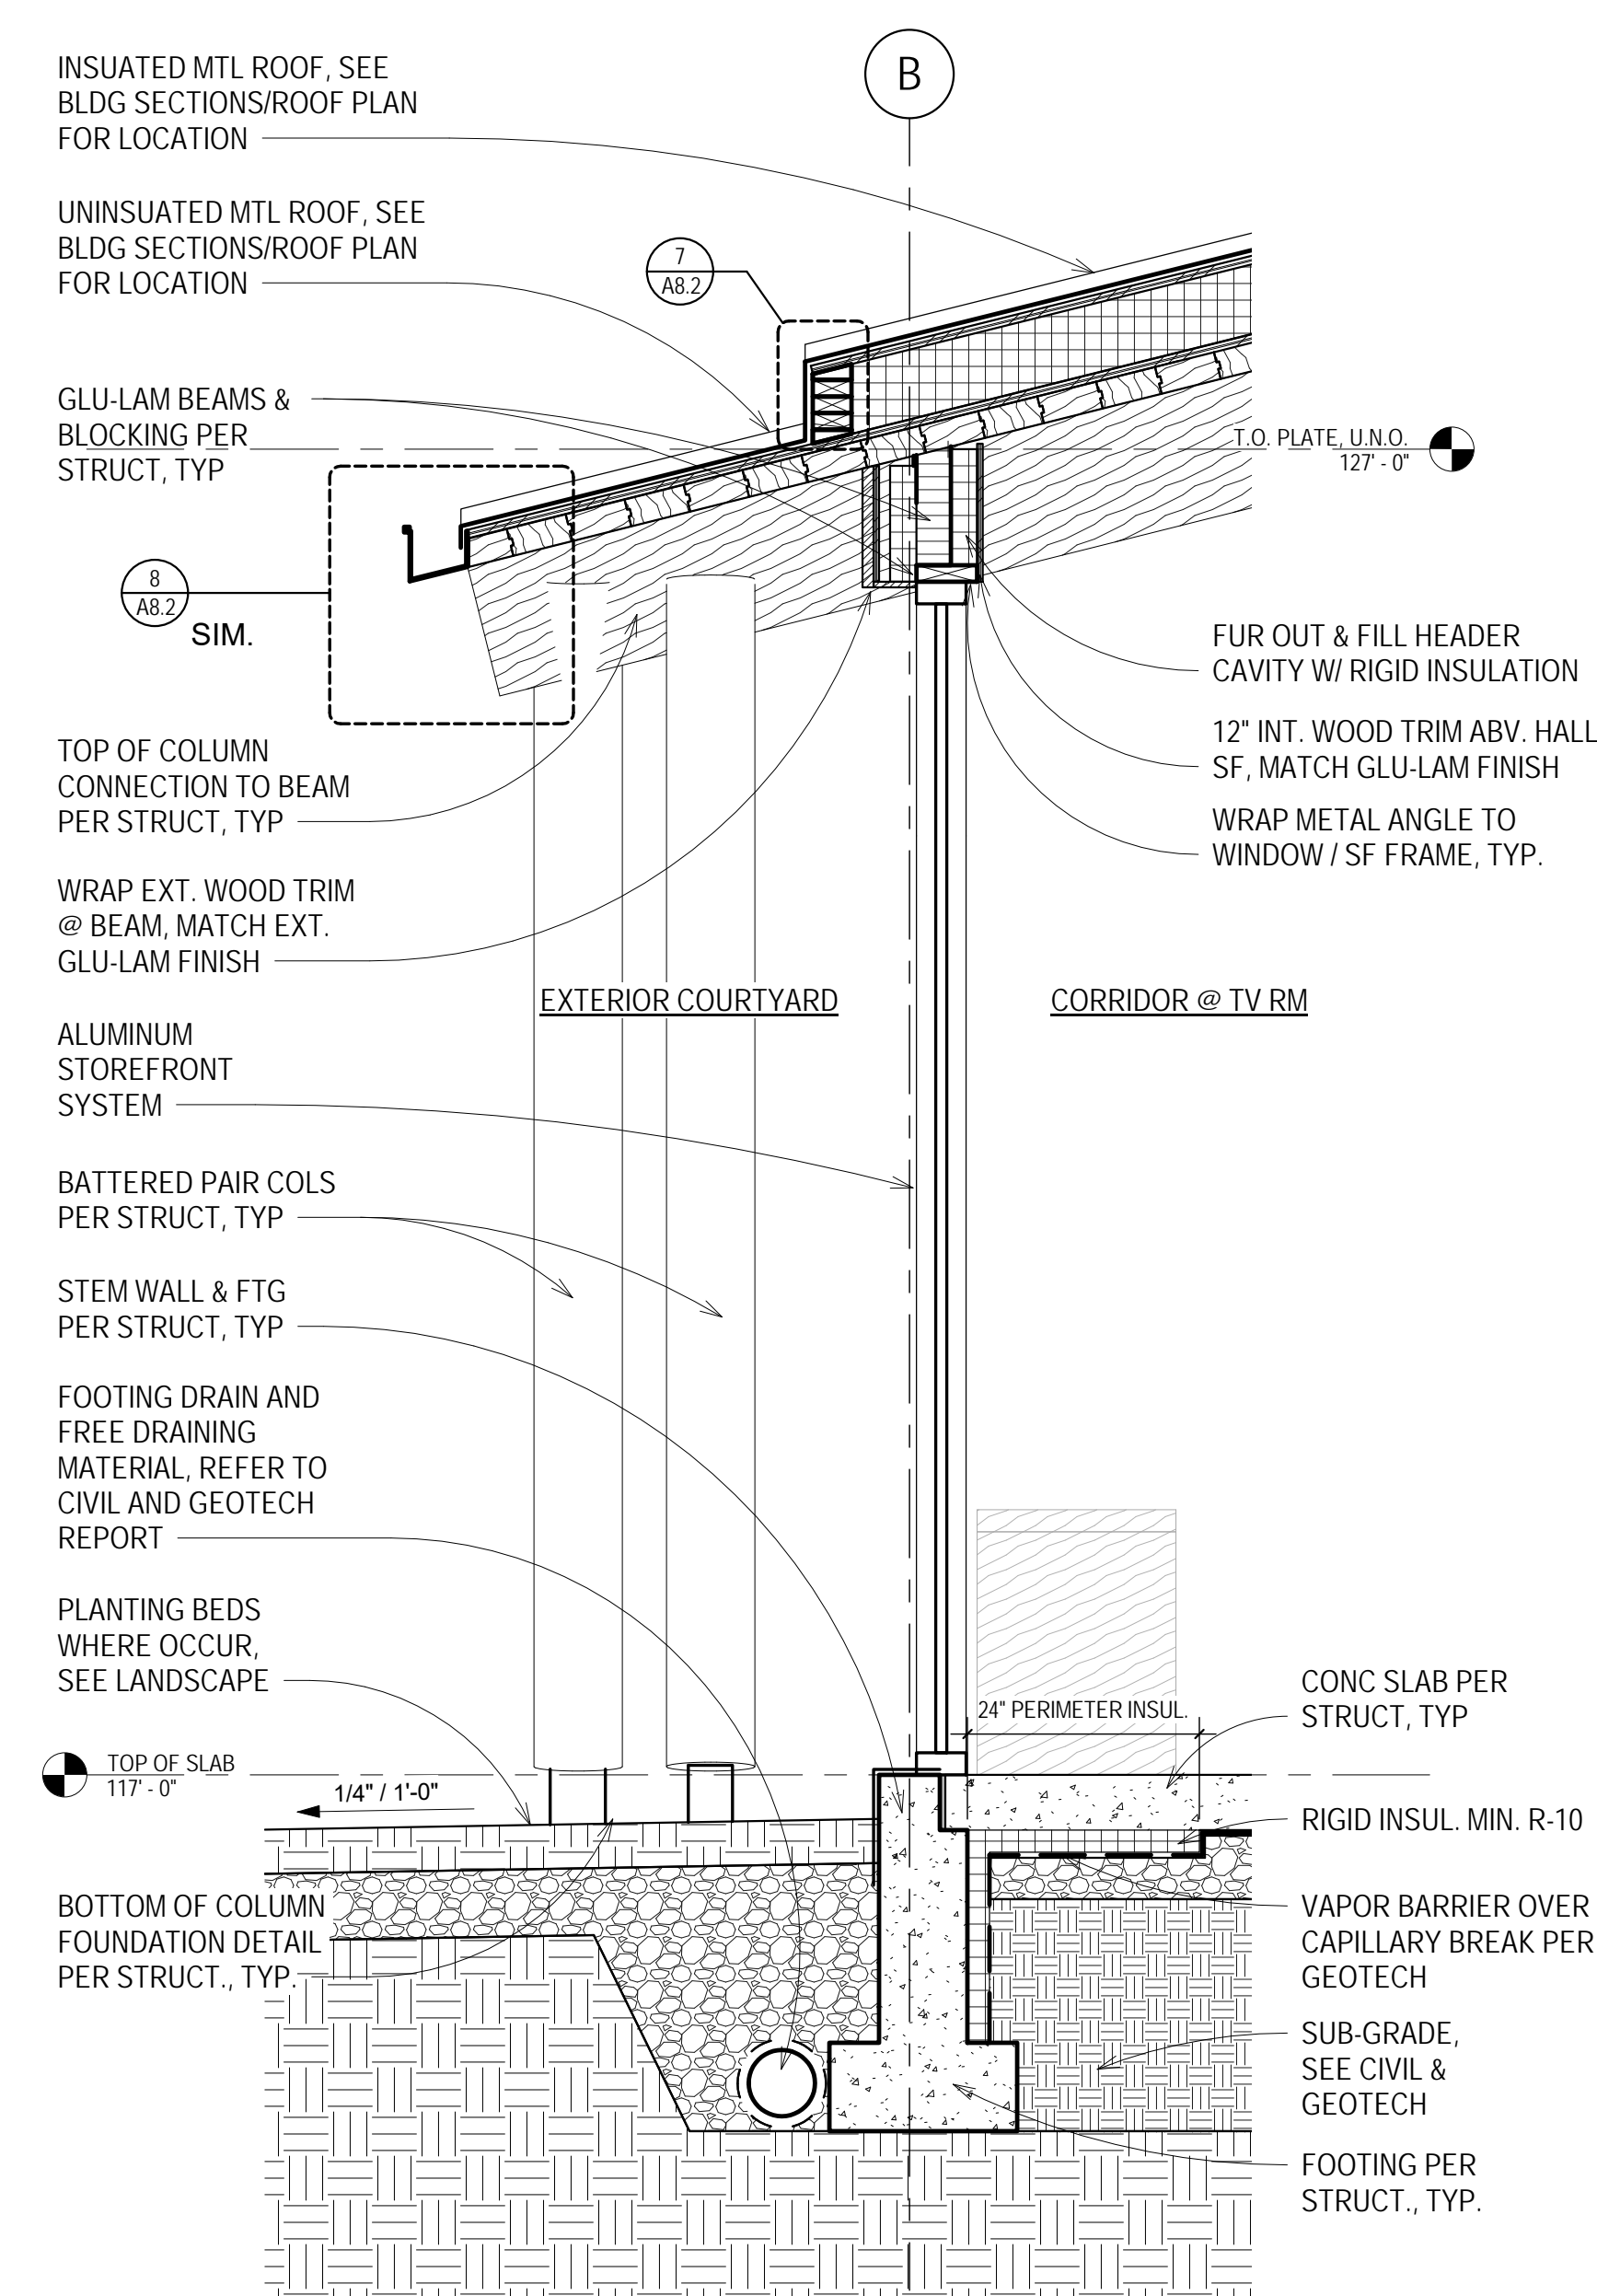 INSUATED MTL ROOF, SEE
BLDG SECTIONS/ROOF PLAN
FOR LOCATION
B
UNINSUATED MTL ROOF, SEE
BLDG SECTIONS/ROOF PLAN
FOR LOCATION
7
A8.2
GLU-LAM BEAMS &
BLOCKING PER
STRUCT, TYP
T.O. PLATE, U.N.O.
127' - 0"
8
A8.2
SIM.
FUR OUT & FILL HEADER
CAVITY W/ RIGID INSULATION
12" INT. WOOD TRIM ABV. HALL
SF, MATCH GLU-LAM FINISH
WRAP METAL ANGLE TO
WINDOW / SF FRAME, TYP.
TOP OF COLUMN
CONNECTION TO BEAM
PER STRUCT, TYP
WRAP EXT. WOOD TRIM
@ BEAM, MATCH EXT.
GLU-LAM FINISH
EXTERIOR COURTYARD
CORRIDOR @ TV RM
ALUMINUM
STOREFRONT
SYSTEM
BATTERED PAIR COLS
PER STRUCT, TYP
STEM WALL & FTG
PER STRUCT, TYP
FOOTING DRAIN AND
FREE DRAINING
MATERIAL, REFER TO
CIVIL AND GEOTECH
REPORT
PLANTING BEDS
WHERE OCCUR,
SEE LANDSCAPE
24" PERIMETER INSUL.
CONC SLAB PER
STRUCT, TYP
TOP OF SLAB
117' - 0"
1/4" / 1'-0"
RIGID INSUL. MIN. R-10
BOTTOM OF COLUMN
FOUNDATION DETAIL
PER STRUCT., TYP.
VAPOR BARRIER OVER
CAPILLARY BREAK PER
GEOTECH
SUB-GRADE,
SEE CIVIL &
GEOTECH
FOOTING PER
STRUCT., TYP.